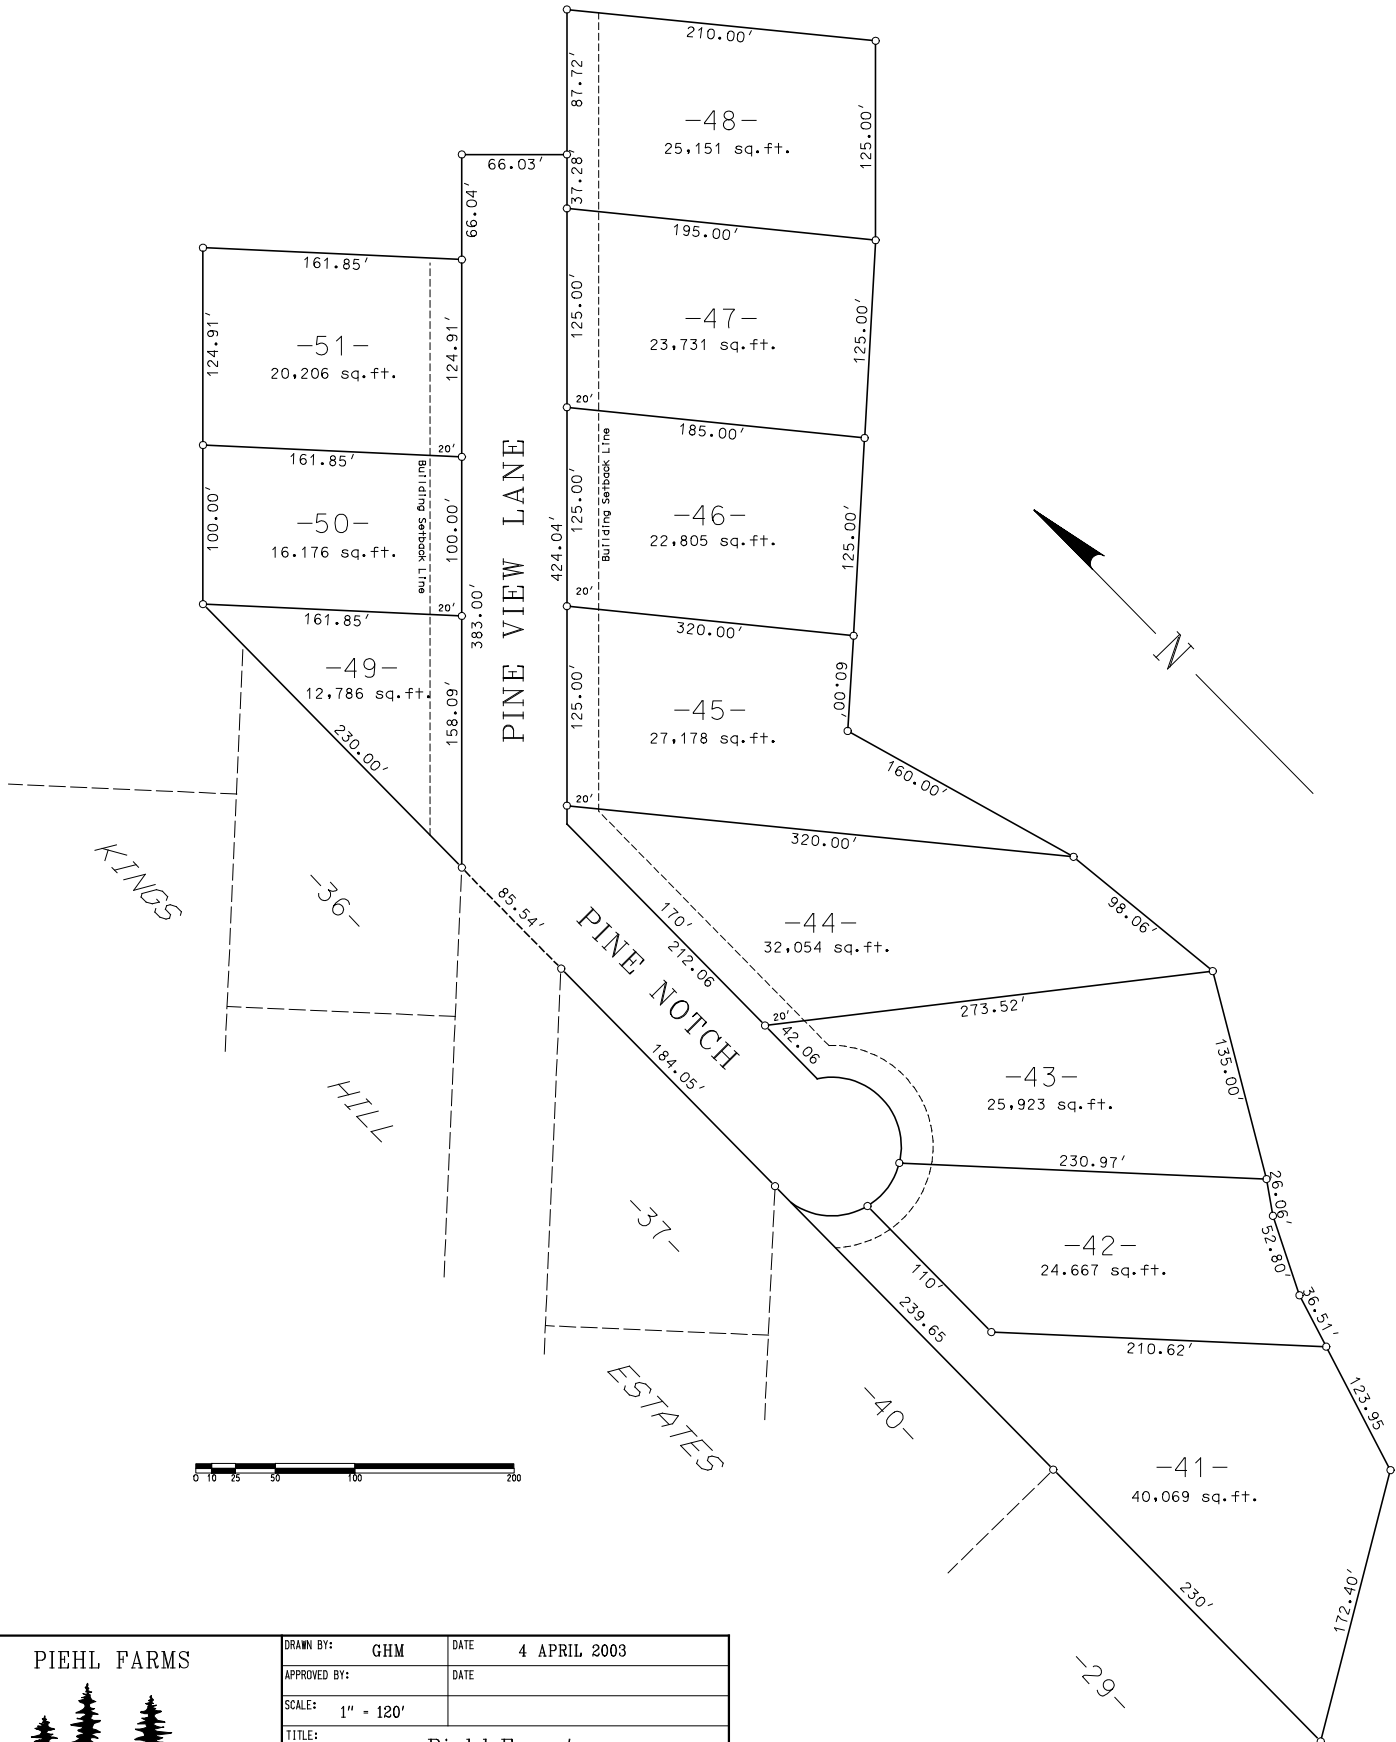 210.00′
87.72′
-48-
25,151 sq.ft.
125.00′
66.03′
37.28′
66.04′
195.00′
161.85′
124.91′
-51-
20,206 sq.ft.
124.91′
125.00′
-47-
23,731 sq.ft.
125.00′
20′
185.00′
161.85′
20′
Building Setback Line
Building Setback Line
PINE VIEW LANE
100.00′
-50-
16.176 sq.ft.
100.00′
424.04′
125.00′
-46-
22,805 sq.ft.
125.00′
N
20′
320.00′
161.85′
20′
383.00′
-49-
12,786 sq.ft.
158.09′
230.00′
125.00′
-45-
27,178 sq.ft.
60.00′
160.00′
20′
320.00′
KINGS
-36-
85.54′
PINE NOTCH
170′
212.06
-44-
32,054 sq.ft.
98.06′
20′
42.06
273.52′
HILL
184.05′
-43-
25,923 sq.ft.
135.00′
230.97′
26.06′
52.80′
36.51′
-37-
-42-
24.667 sq.ft.
110′
239.65
210.62′
ESTATES
-40-
123.95
-41-
40,069 sq.ft.
0 10 25 50 100 200
230′
172.40′
-29-
PIEHL FARMS
DRAWN BY: GHM DATE 4 APRIL 2003
APPROVED BY: DATE
SCALE: 1" = 120'
TITLE: